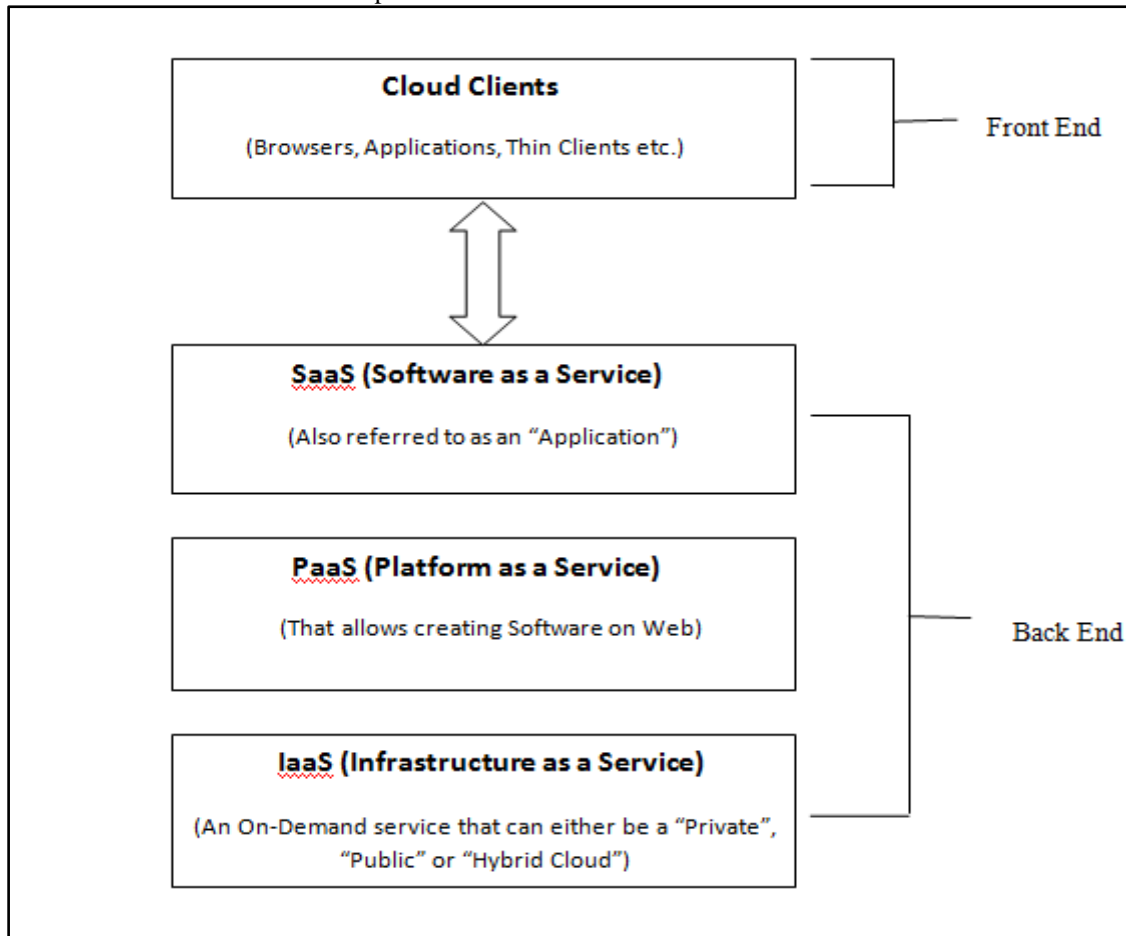 Cloud Clients
(Browsers, Applications, Thin Clients etc.)
Front End
SaaS (Software as a Service)
(Also referred to as an “Application”)
PaaS (Platform as a Service)
(That allows creating Software on Web)
Back End
IaaS (Infrastructure as a Service)
(An On-Demand service that can either be a “Private”,
“Public” or “Hybrid Cloud”)